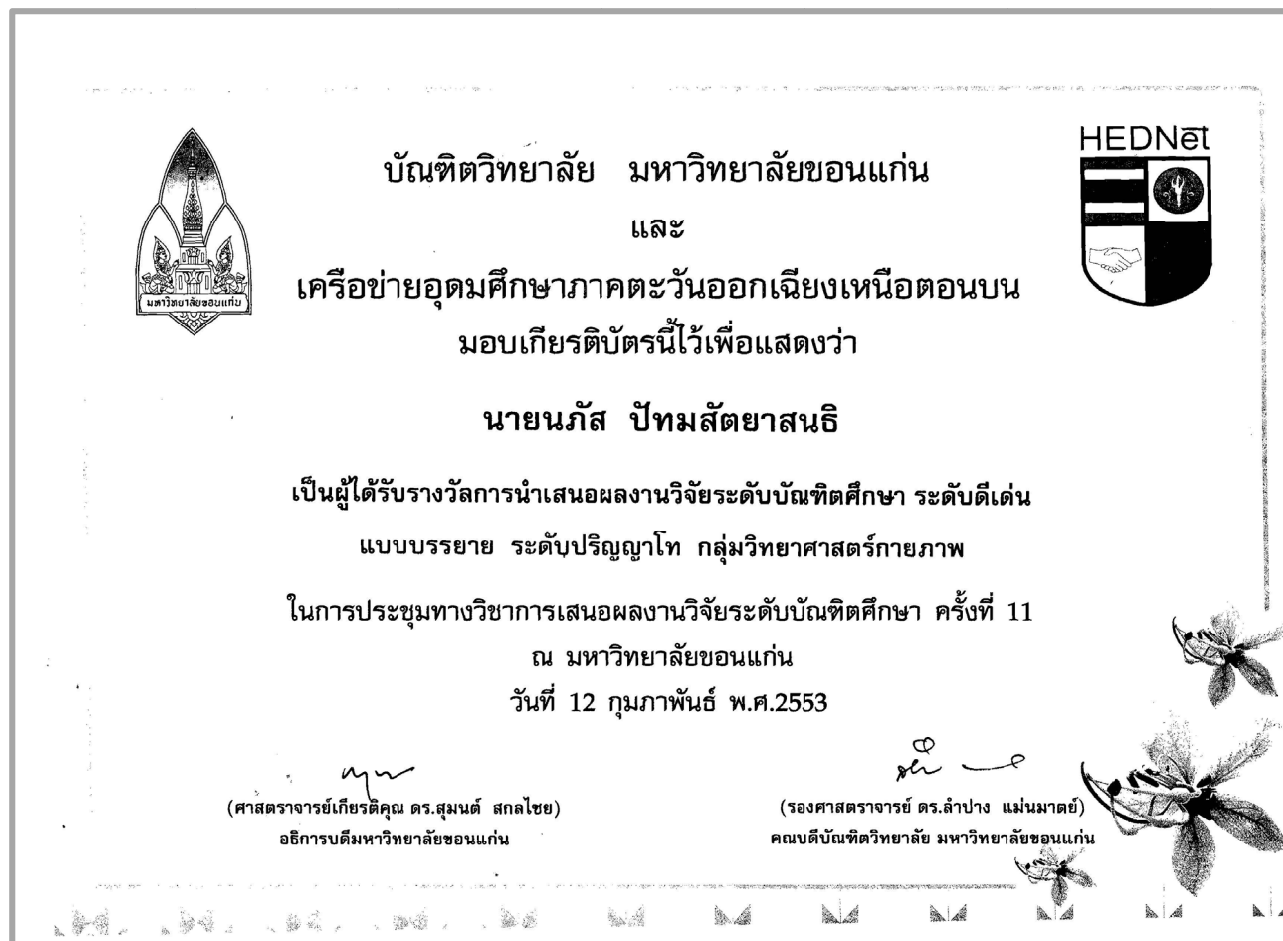 บัณฑิตวิทยาลัย มหาวิทยาลัยขอนแก่น
และ
เครือข่ายอุดมศึกษาภาคตะวันออกเฉียงเหนือตอนบน
มอบเกียรติบัตรนี้ไว้เพื่อแสดงว่า
นายนภัส ปัทมสัตยาสนธิ
เป็นผู้ได้รับรางวัลการนำเสนอผลงานวิจัยระดับบัณฑิตศึกษา ระดับดีเด่น
แบบบรรยาย ระดับปริญญาโท กลุ่มวิทยาศาสตร์กายภาพ
ในการประชุมทางวิชาการเสนอผลงานวิจัยระดับบัณฑิตศึกษา ครั้งที่ 11
ณ มหาวิทยาลัยขอนแก่น
วันที่ 12 กุมภาพันธ์ พ.ศ.2553
(ศาสตราจารย์เกียรติคุณ ดร.สุมนต์ สกลไชย)
อธิการบดีมหาวิทยาลัยขอนแก่น
(รองศาสตราจารย์ ดร.ลำปาง แม่นมาตย์)
คณบดีบัณฑิตวิทยาลัย มหาวิทยาลัยขอนแก่น
มหาวิทยาลัยขอนแก่น
HEDNet